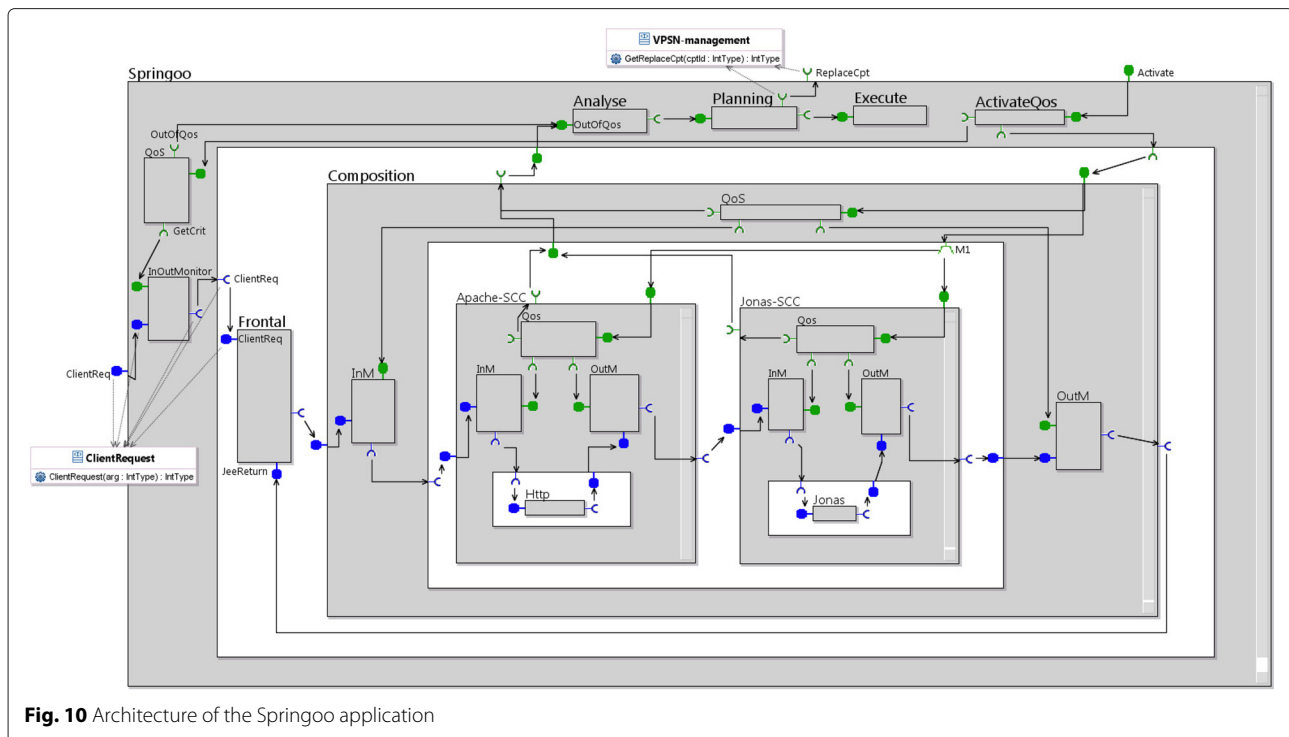 VPSN-management
GetReplaceCpt(cptId : IntType) : IntType
Springoo
ReplaceCpt
Activate
Analyse
Planning
Execute
ActivateQos
OutOfQos
OutOfQos
QoS
Composition
QoS
GetCrit
M1
InOutMonitor
ClientReq
Apache-SCC
Jonas-SCC
Frontal
Qos
Qos
ClientReq
ClientReq
InM
InM
OutM
InM
OutM
OutM
ClientRequest
ClientRequest(arg : IntType) : IntType
JeeReturn
Http
Jonas
Fig. 10 Architecture of the Springoo application